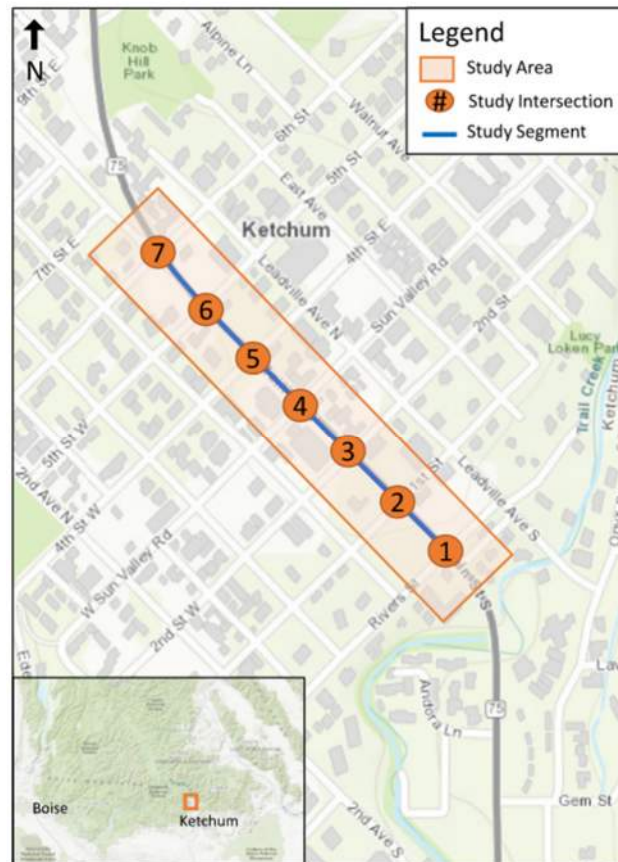 N
Legend
Study Area
# Study Intersection
Study Segment
Knob
Hill
Park
Alpine Ln
9th St E
Walnut Ave
6th St
5th St
East Ave
75
Ketchum
4th St E
7th St E
Leadville Ave N
Sun Valley Rd
2nd St
Lucy
Loken Park
Trail Creek
Ketchum
7
6
5
4
3
2
1
1st St
Leadville Ave S
5th St W
2nd Ave N
4th St W
W Sun Valley Rd
2nd St W
Rivers St
Andora Ln
75
Gem St
2nd Ave S
Boise
Ketchum